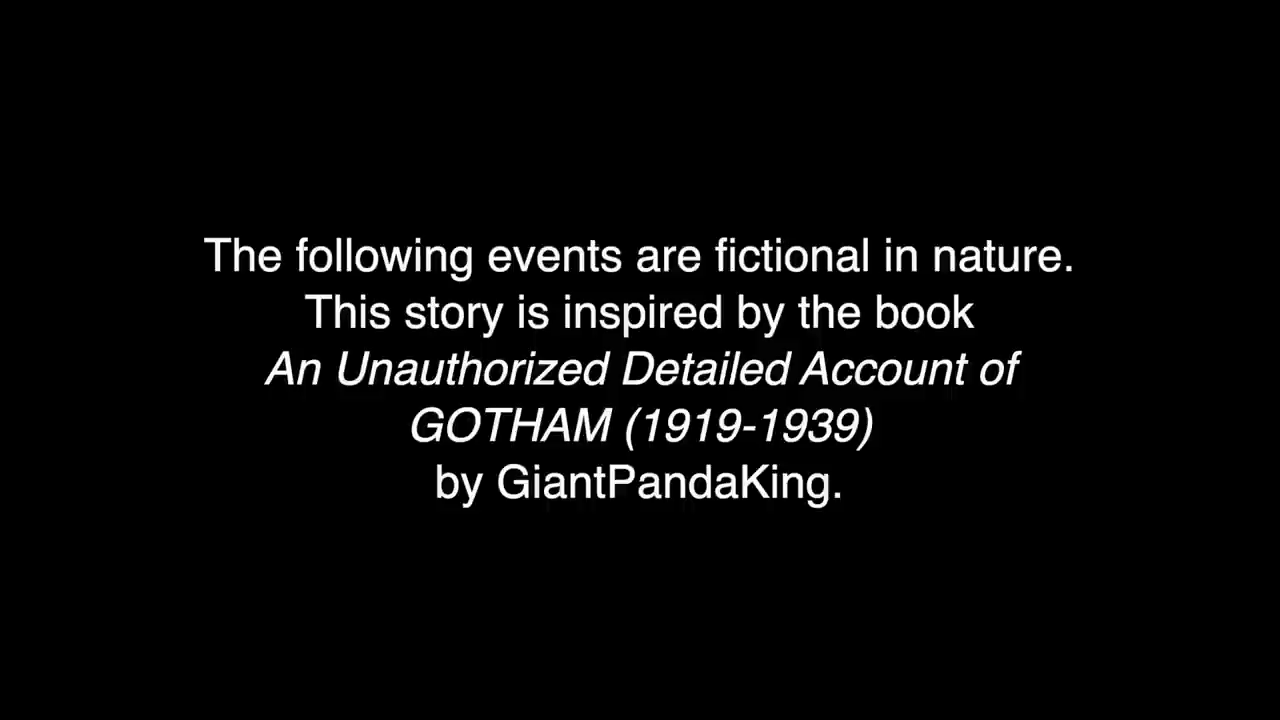 The following events are fictional in nature.
This story is inspired by the book
An Unauthorized Detailed Account of
GOTHAM (1919-1939)
by GiantPandaKing.